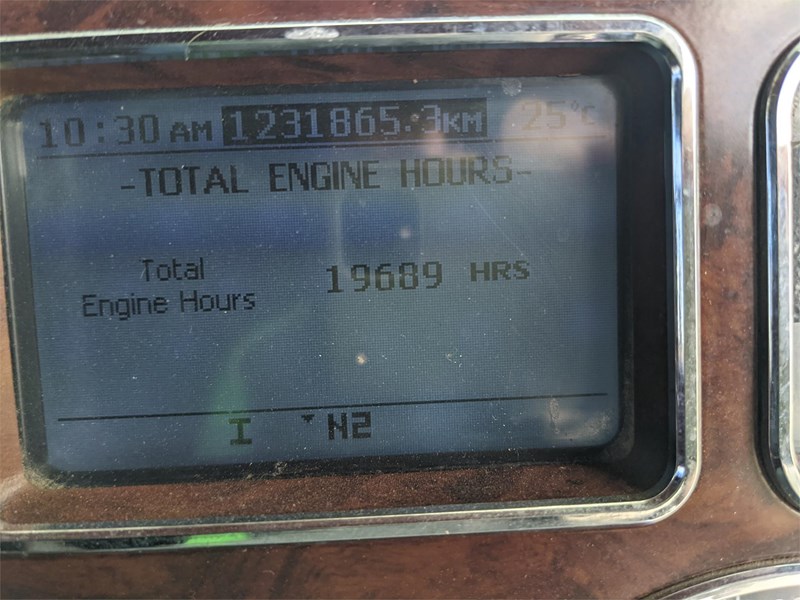 10:30 AM 1231865.3KM 25°C
-TOTAL ENGINE HOURS-
Total
Engine Hours 19689 HRS
I N2